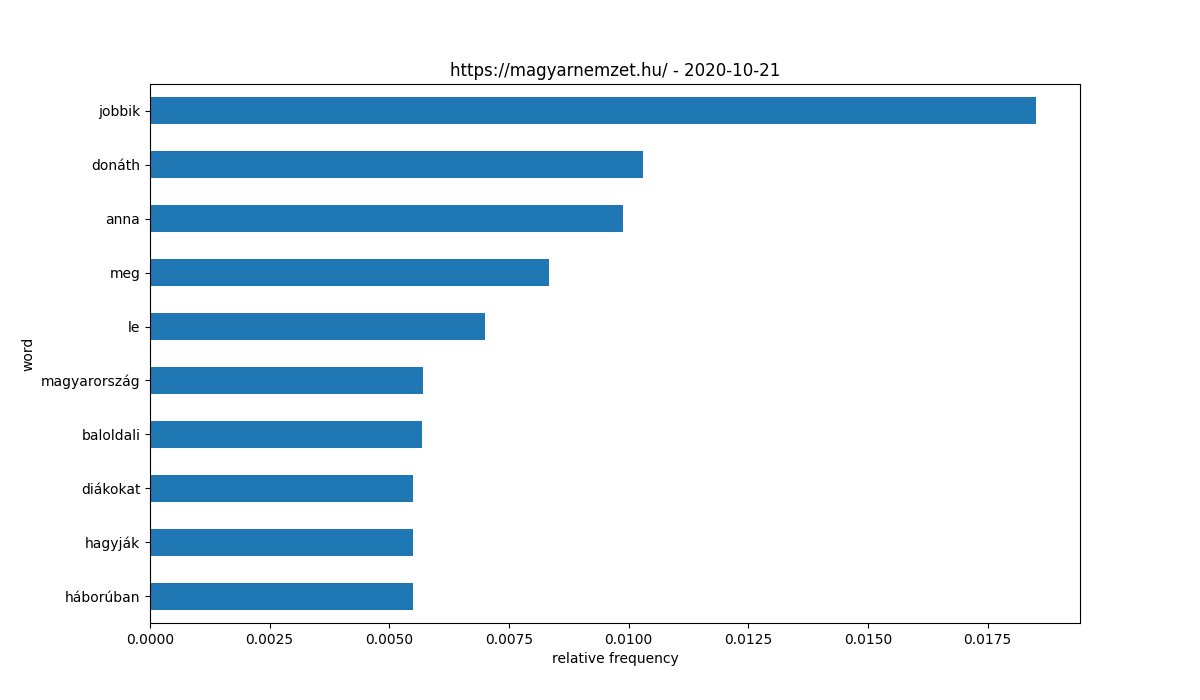 https://magyarnemzet.hu/ - 2020-10-21
word
jobbik
donáth
anna
meg
le
magyarország
baloldali
diákokat
hagyják
háborúban
0.0000 0.0025 0.0050 0.0075 0.0100 0.0125 0.0150 0.0175
relative frequency